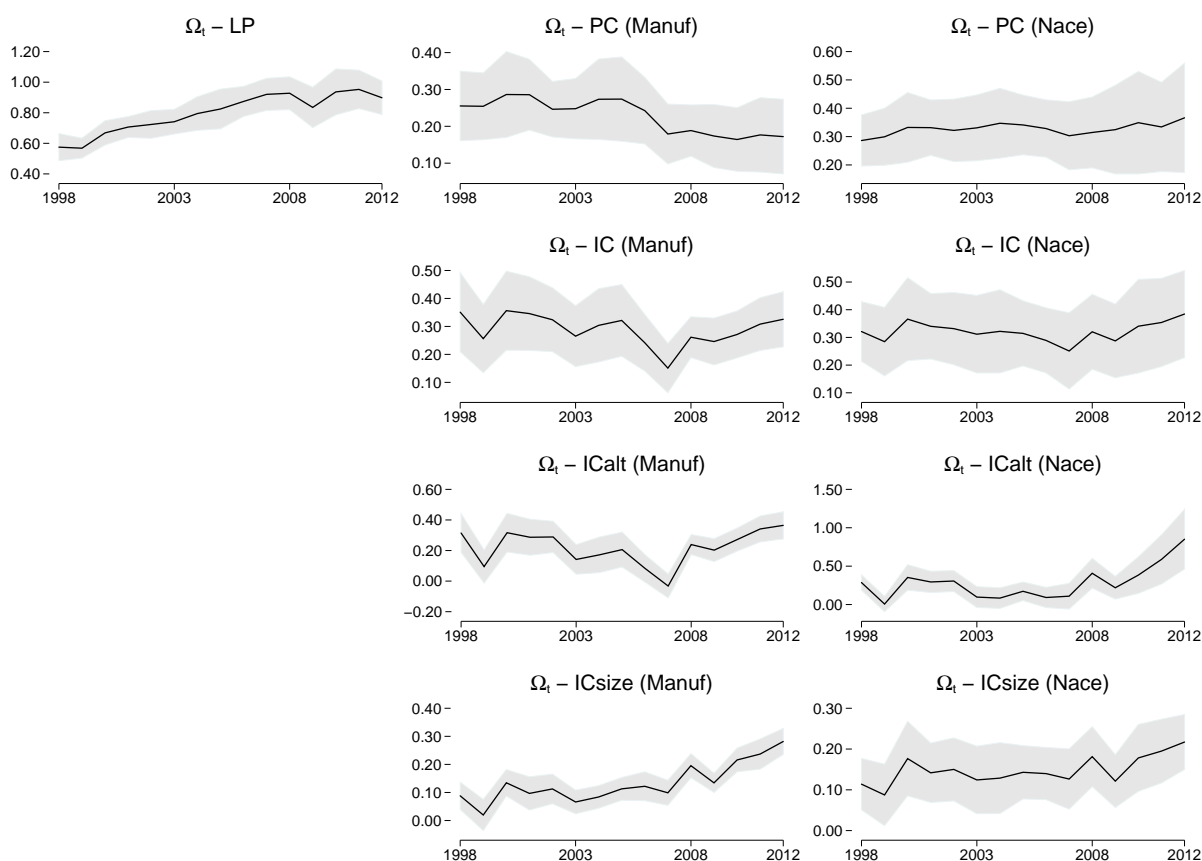 Ωt – LP
1.20
1.00
0.80
0.60
0.40
1998 2003 2008 2012
Ωt – PC (Manuf)
0.40
0.30
0.20
0.10
1998 2003 2008 2012
Ωt – PC (Nace)
0.60
0.50
0.40
0.30
0.20
1998 2003 2008 2012
Ωt – IC (Manuf)
0.50
0.40
0.30
0.20
0.10
1998 2003 2008 2012
Ωt – IC (Nace)
0.50
0.40
0.30
0.20
0.10
1998 2003 2008 2012
Ωt – ICalt (Manuf)
0.60
0.40
0.20
0.00
−0.20
1998 2003 2008 2012
Ωt – ICalt (Nace)
1.50
1.00
0.50
0.00
1998 2003 2008 2012
Ωt – ICsize (Manuf)
0.40
0.30
0.20
0.10
0.00
1998 2003 2008 2012
Ωt – ICsize (Nace)
0.30
0.20
0.10
0.00
1998 2003 2008 2012